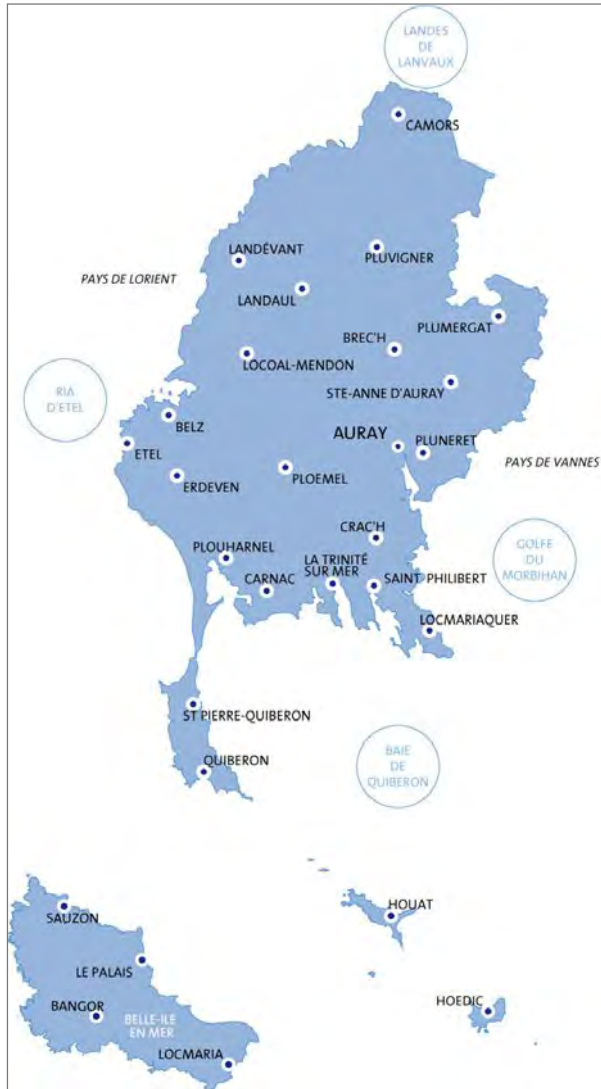 LANDES
DE
LANVAUX
CAMORS
LANDÉVANT
PLUVIGNER
PAYS DE LORIENT
LANDAUL
PLUMERGAT
BREC'H
LOCOAL-MENDON
RIA
D'ETEL
STE-ANNE D'AURAY
BELZ
AURAY
PLUNERET
ETEL
PAYS DE VANNES
PLOEMEL
ERDEVEN
CRAC'H
GOLFE
DU
MORBIHAN
PLOUHARNEL
LA TRINITÉ
SUR MER
CARNAC
SAINT PHILIBERT
LOCMARIAQUER
ST PIERRE-QUIBERON
BAIE
DE
QUIBERON
QUIBERON
HOUAT
SAUZON
LE PALAIS
BANGOR
HOEDIC
BELLE-ILE
EN MER
LOCMARIA